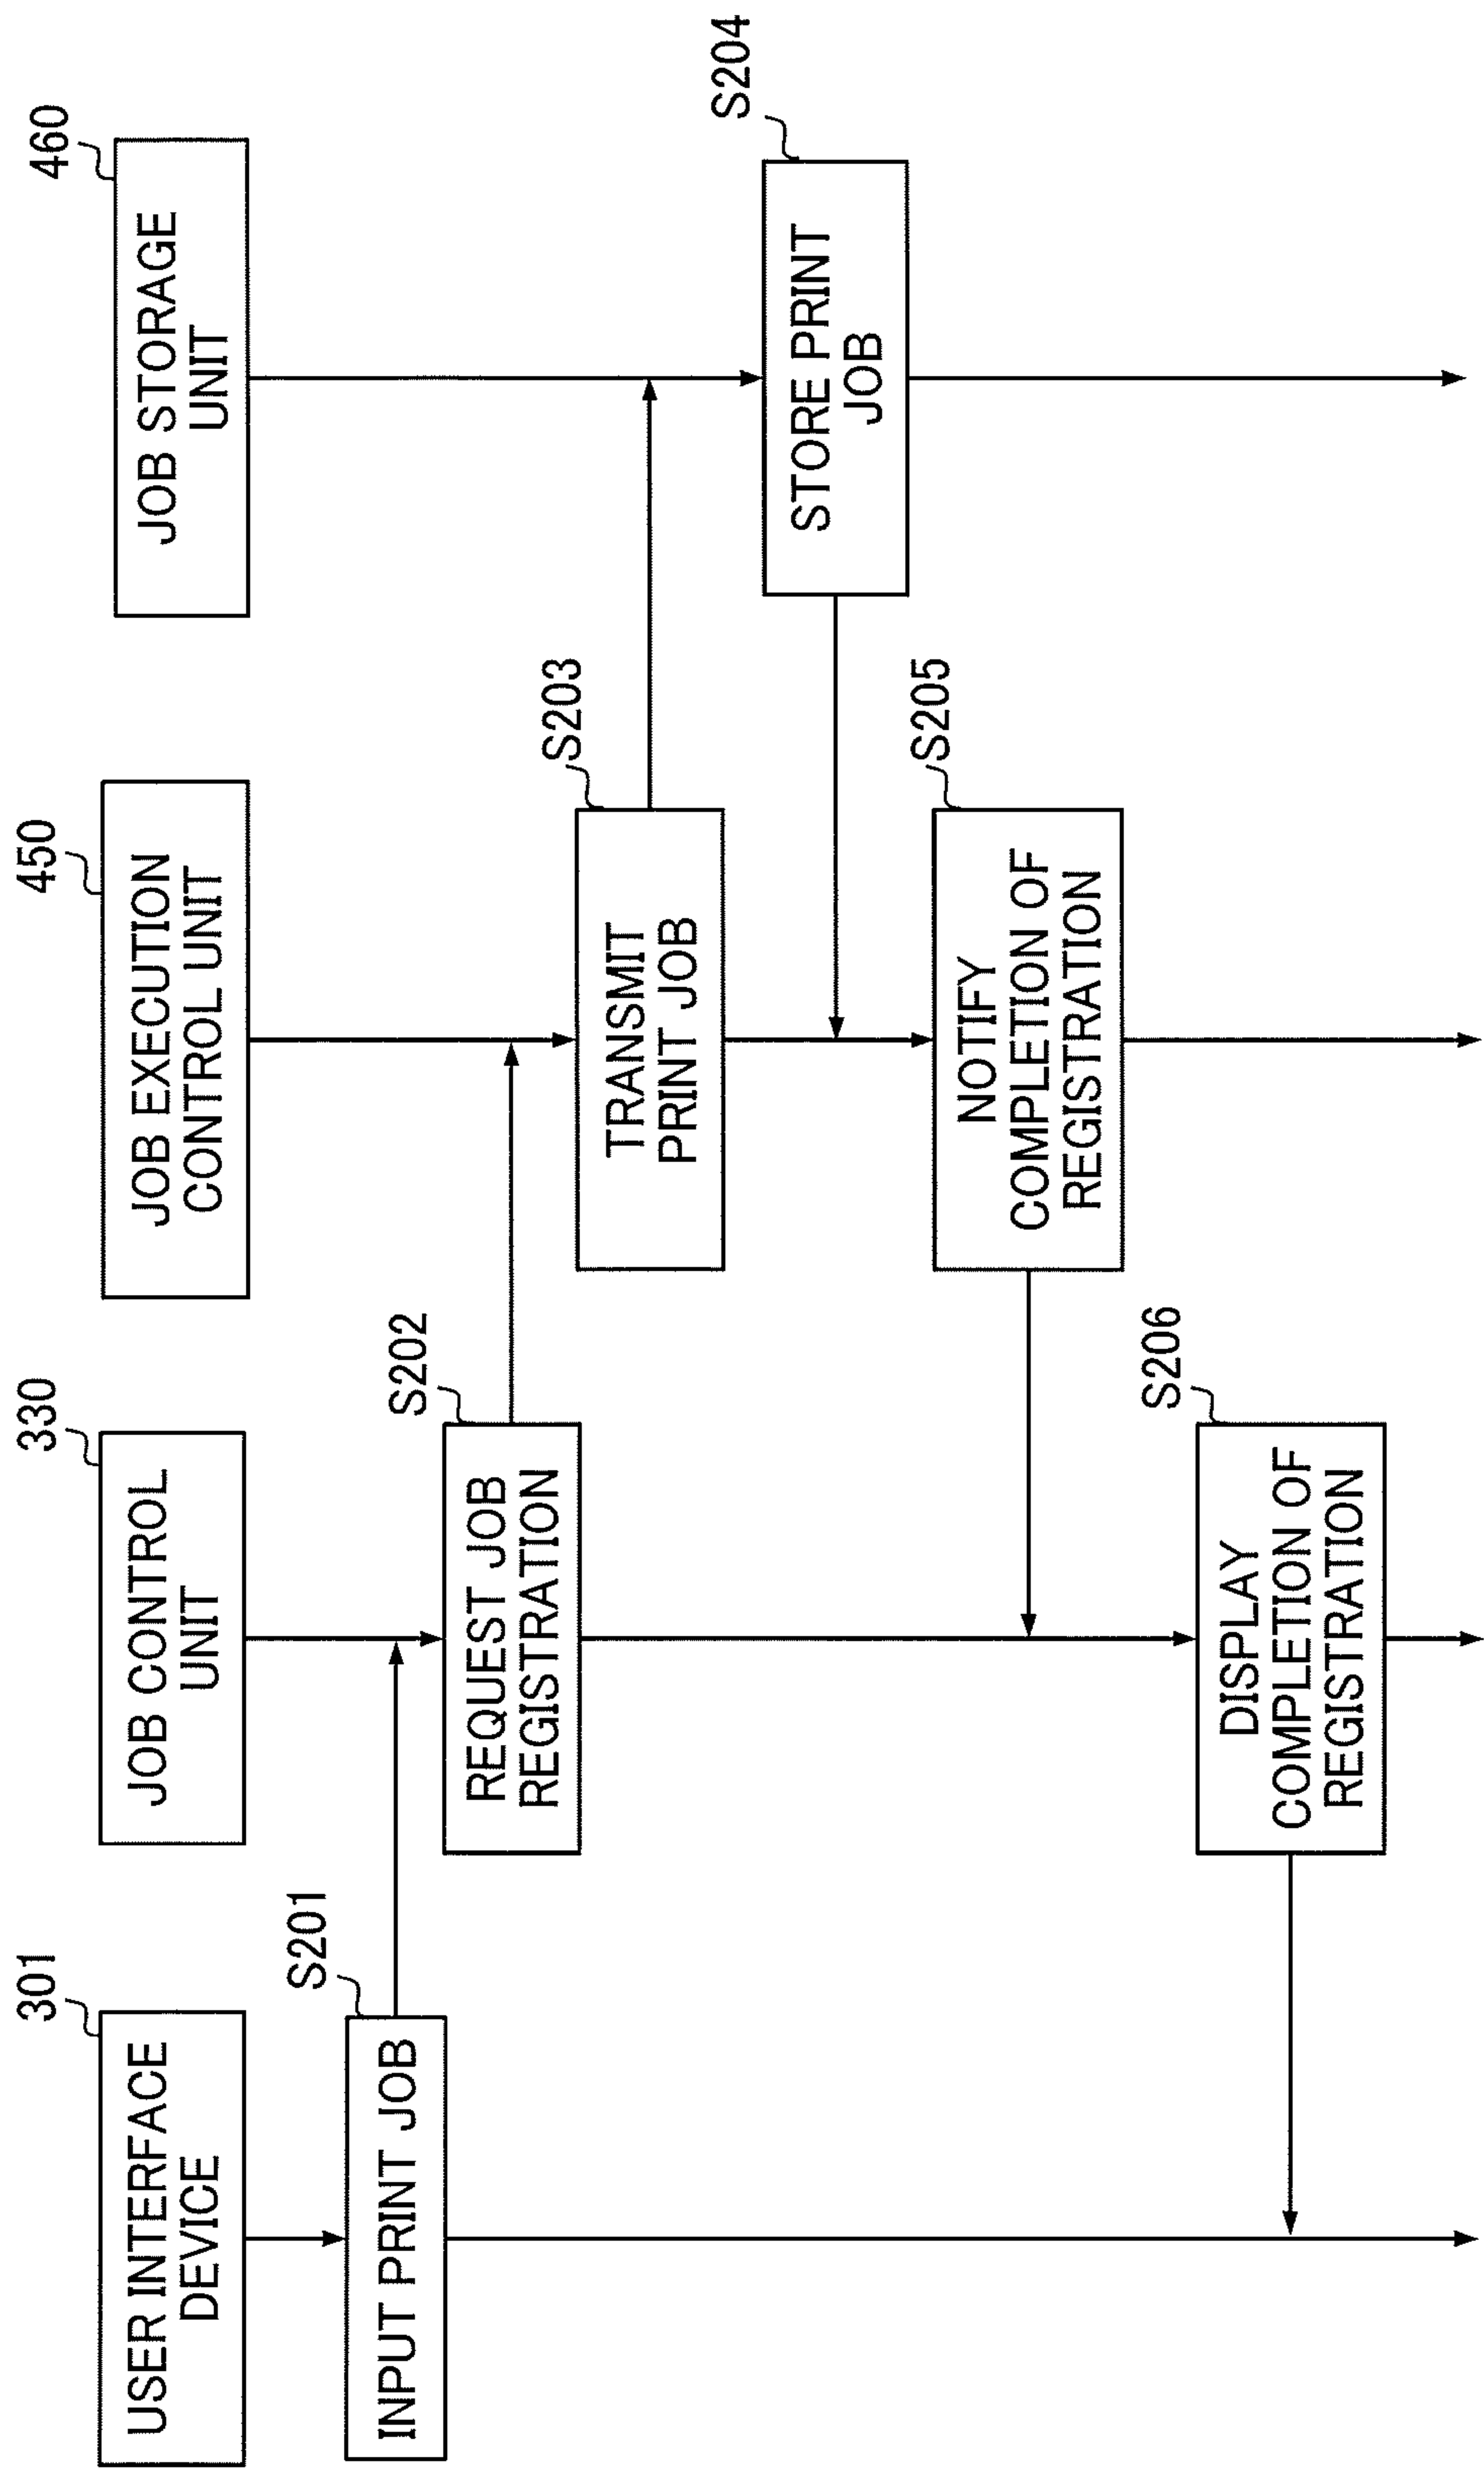 301
USER INTERFACE
DEVICE
330
JOB CONTROL
UNIT
450
JOB EXECUTION
CONTROL UNIT
460
JOB STORAGE
UNIT
S201
INPUT PRINT JOB
S202
REQUEST JOB
REGISTRATION
S203
TRANSMIT
PRINT JOB
S204
STORE PRINT
JOB
S205
NOTIFY
COMPLETION OF
REGISTRATION
S206
DISPLAY
COMPLETION OF
REGISTRATION